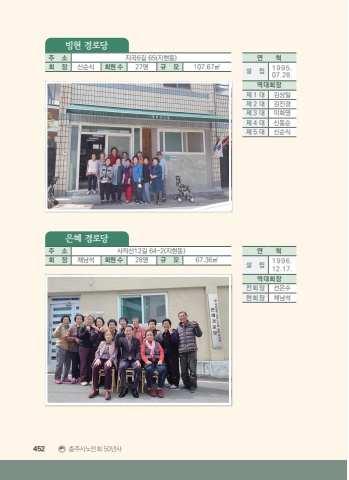 빙현 경로당
주 소 지곡6길 65(지현동)
회 장 신순식 회원 수 27명 규 모 107.67㎡
연 혁
설 립 1995. 07.28.
역대회장
제1대 김상일
제2대 김진경
제3대 이화영
제4대 신동순
제5대 신순식
은혜 경로당
주 소 사직산12길 64-2(지현동)
회 장 채남석 회원 수 28명 규 모 67.36㎡
연 혁
설 립 1996. 12.17.
역대회장
전회장 선은수
현회장 채남석
은혜경로당
452 충주시노인회 50년사